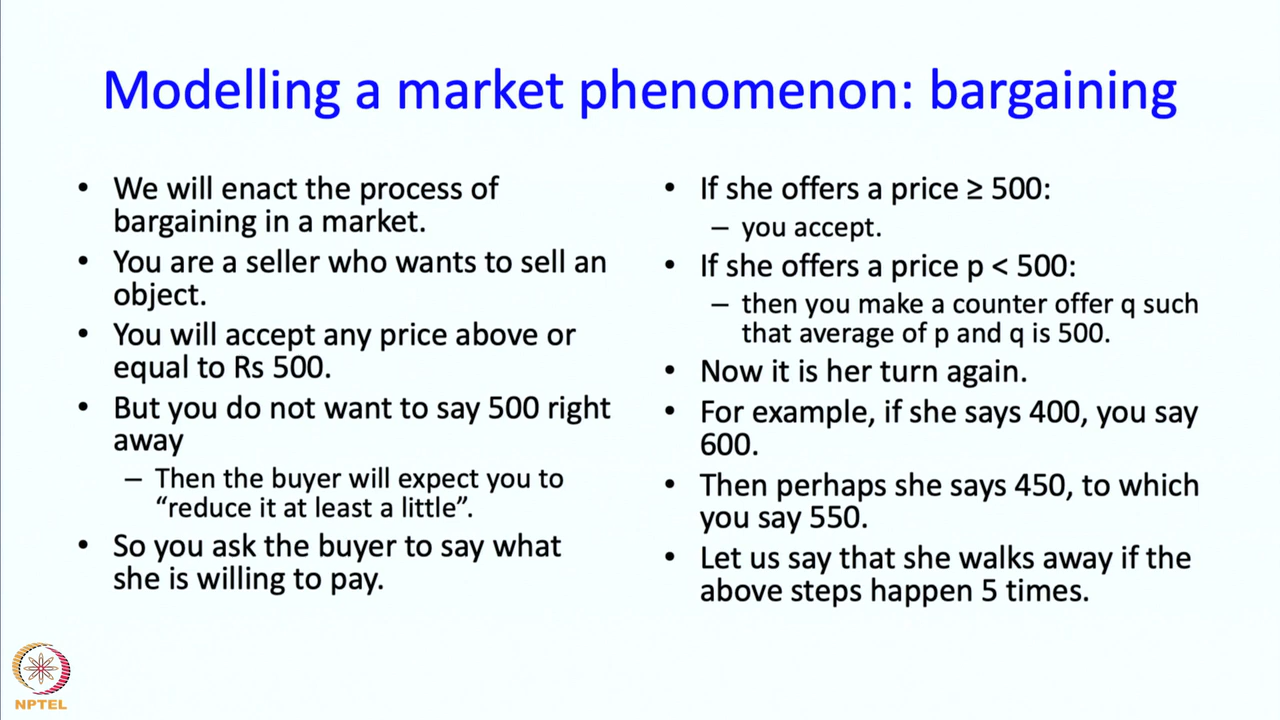 Modelling a market phenomenon: bargaining
• We will enact the process of
bargaining in a market.
• You are a seller who wants to sell an
object.
• You will accept any price above or
equal to Rs 500.
• But you do not want to say 500 right
away
– Then the buyer will expect you to
“reduce it at least a little”.
• So you ask the buyer to say what
she is willing to pay.
• If she offers a price ≥ 500:
– you accept.
• If she offers a price p < 500:
– then you make a counter offer q such
that average of p and q is 500.
• Now it is her turn again.
• For example, if she says 400, you say
600.
• Then perhaps she says 450, to which
you say 550.
• Let us say that she walks away if the
above steps happen 5 times.
NPTEL